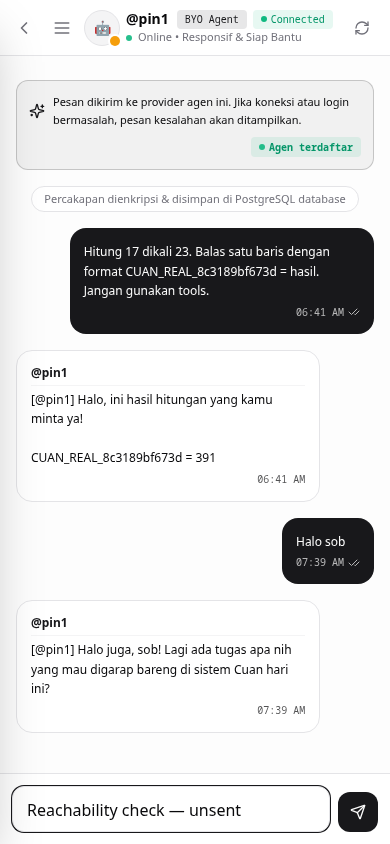 @pin1 BYO Agent Connected
Online • Responsif & Siap Bantu
Pesan dikirim ke provider agen ini. Jika koneksi atau login
bermasalah, pesan kesalahan akan ditampilkan.
Agen terdaftar
Percakapan dienkripsi & disimpan di PostgreSQL database
Hitung 17 dikali 23. Balas satu baris dengan
format CUAN_REAL_8c3189bf673d = hasil.
Jangan gunakan tools.
06:41 AM
@pin1
[@pin1] Halo, ini hasil hitungan yang kamu
minta ya!
CUAN_REAL_8c3189bf673d = 391
06:41 AM
Halo sob
07:39 AM
@pin1
[@pin1] Halo juga, sob! Lagi ada tugas apa nih
yang mau digarap bareng di sistem Cuan hari
ini?
07:39 AM
Reachability check — unsent